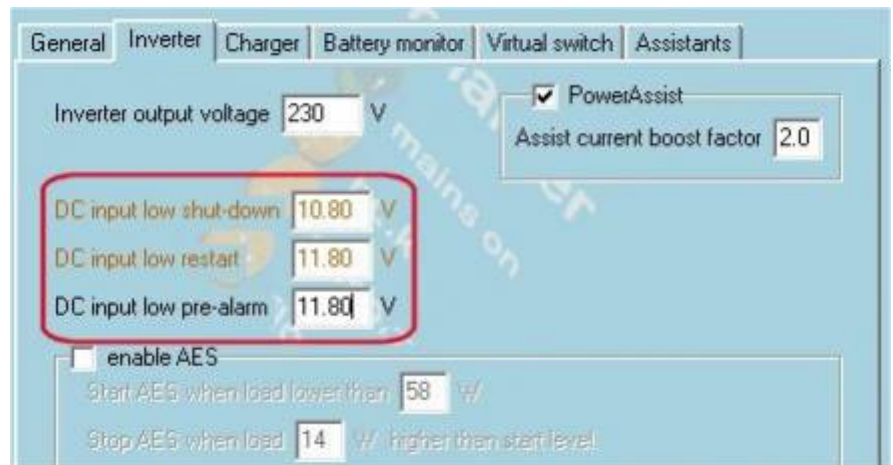 General Inverter Charger Battery monitor Virtual switch Assistants
Inverter output voltage 230 V
PowerAssist
Assist current boost factor 2.0
DC input low shut-down 10.80 V
DC input low restart 11.80 V
DC input low pre-alarm 11.80 V
enable AES
Start AES when load lower than 58 W
Stop AES when load 14 W higher than start level
mains on